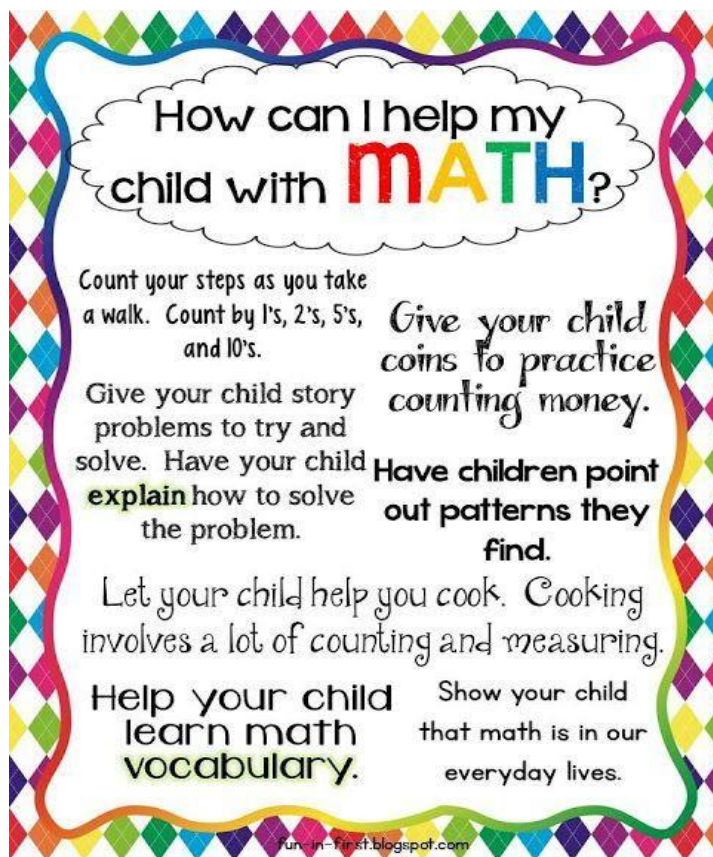 How can I help my
child with MATH?
Count your steps as you take
a walk. Count by 1's, 2's, 5's,
and 10's.
Give your child
coins to practice
counting money.
Give your child story
problems to try and
solve. Have your child
explain how to solve
the problem.
Have children point
out patterns they
find.
Let your child help you cook. Cooking
involves a lot of counting and measuring.
Help your child
learn math
vocabulary.
Show your child
that math is in our
everyday lives.
fun-in-first.blogspot.com